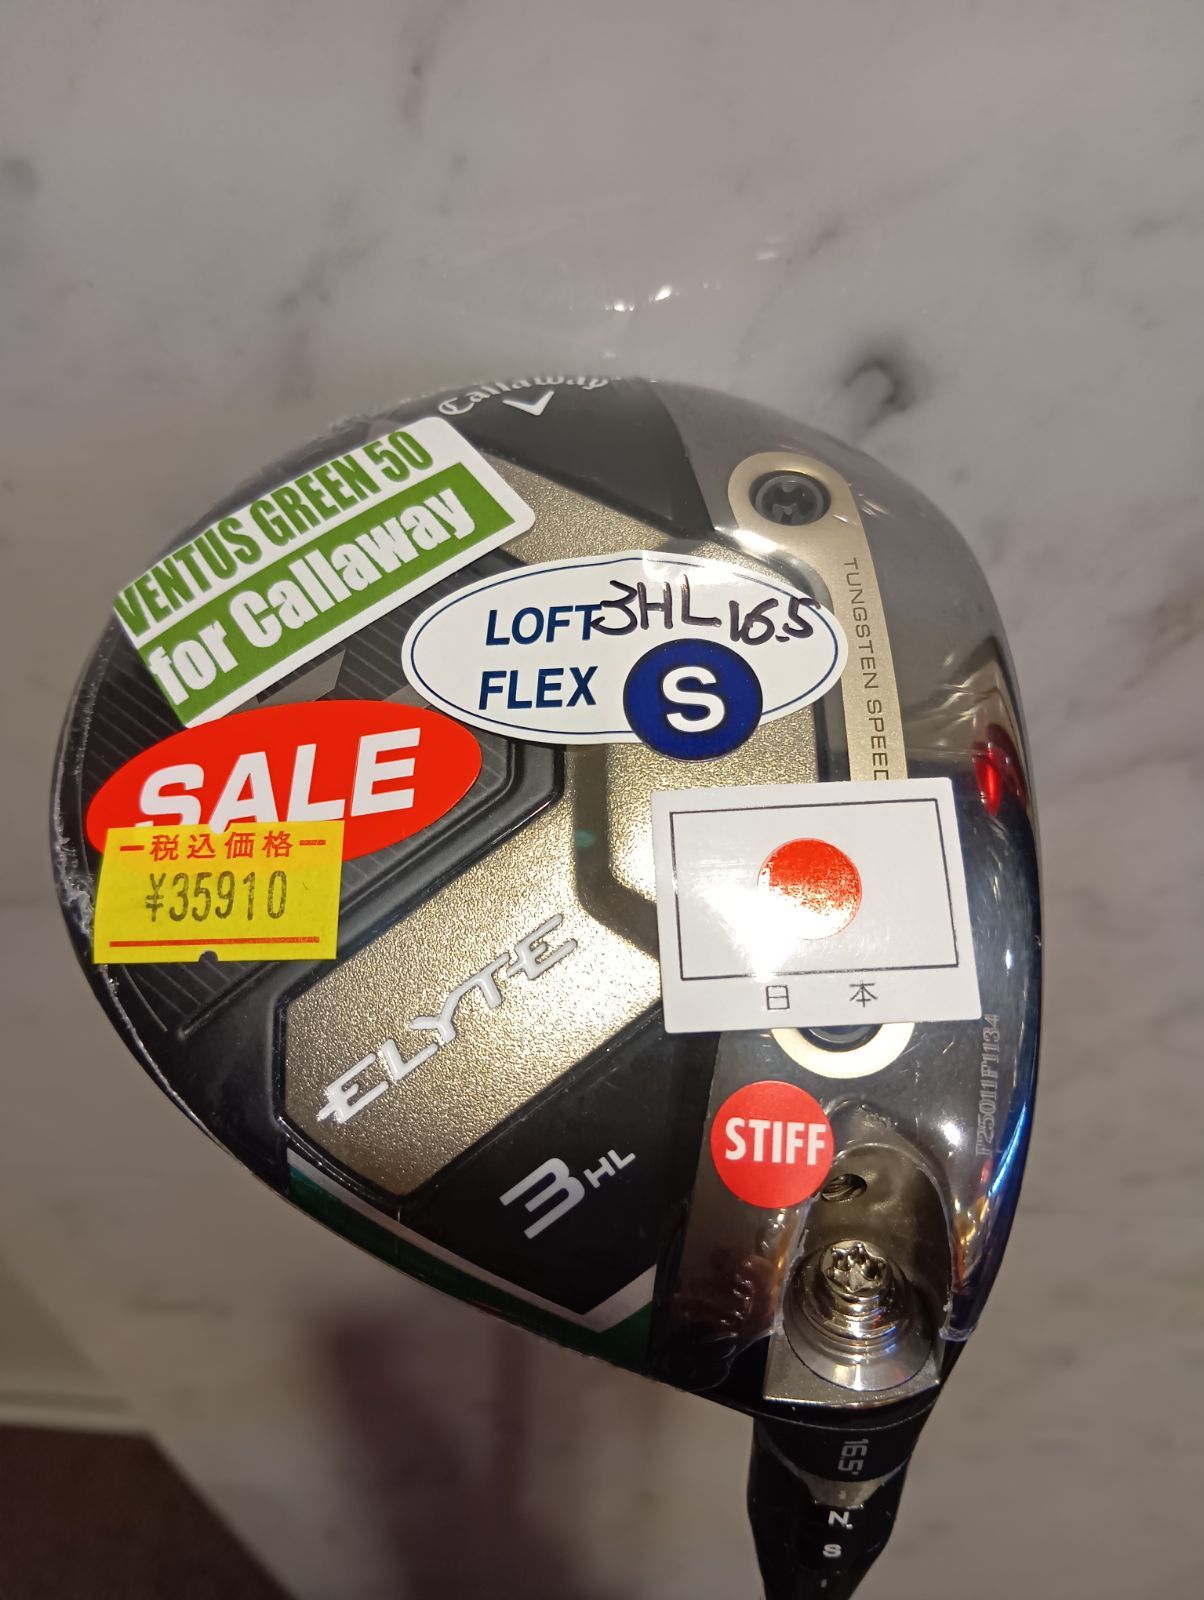 Callaway
VENTUS GREEN 50
for Callaway
LOFT 3HL 16.5
FLEX S
TUNGSTEN SPEED
SALE
税込価格
¥35910
日本
ELYTE
3HL
STIFF
F25011F1134
16.5°
N.
S